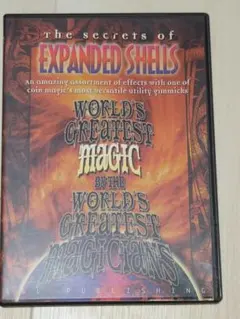 The secrets of
EXPANDED SHELLS
An amazing assortment of effects with one of
coin magic's most versatile utility gimmicks
WORLD'S
GREATEST
MAGIC
BY THE
WORLD'S
GREATEST
MAGICIANS
PUBLISHING